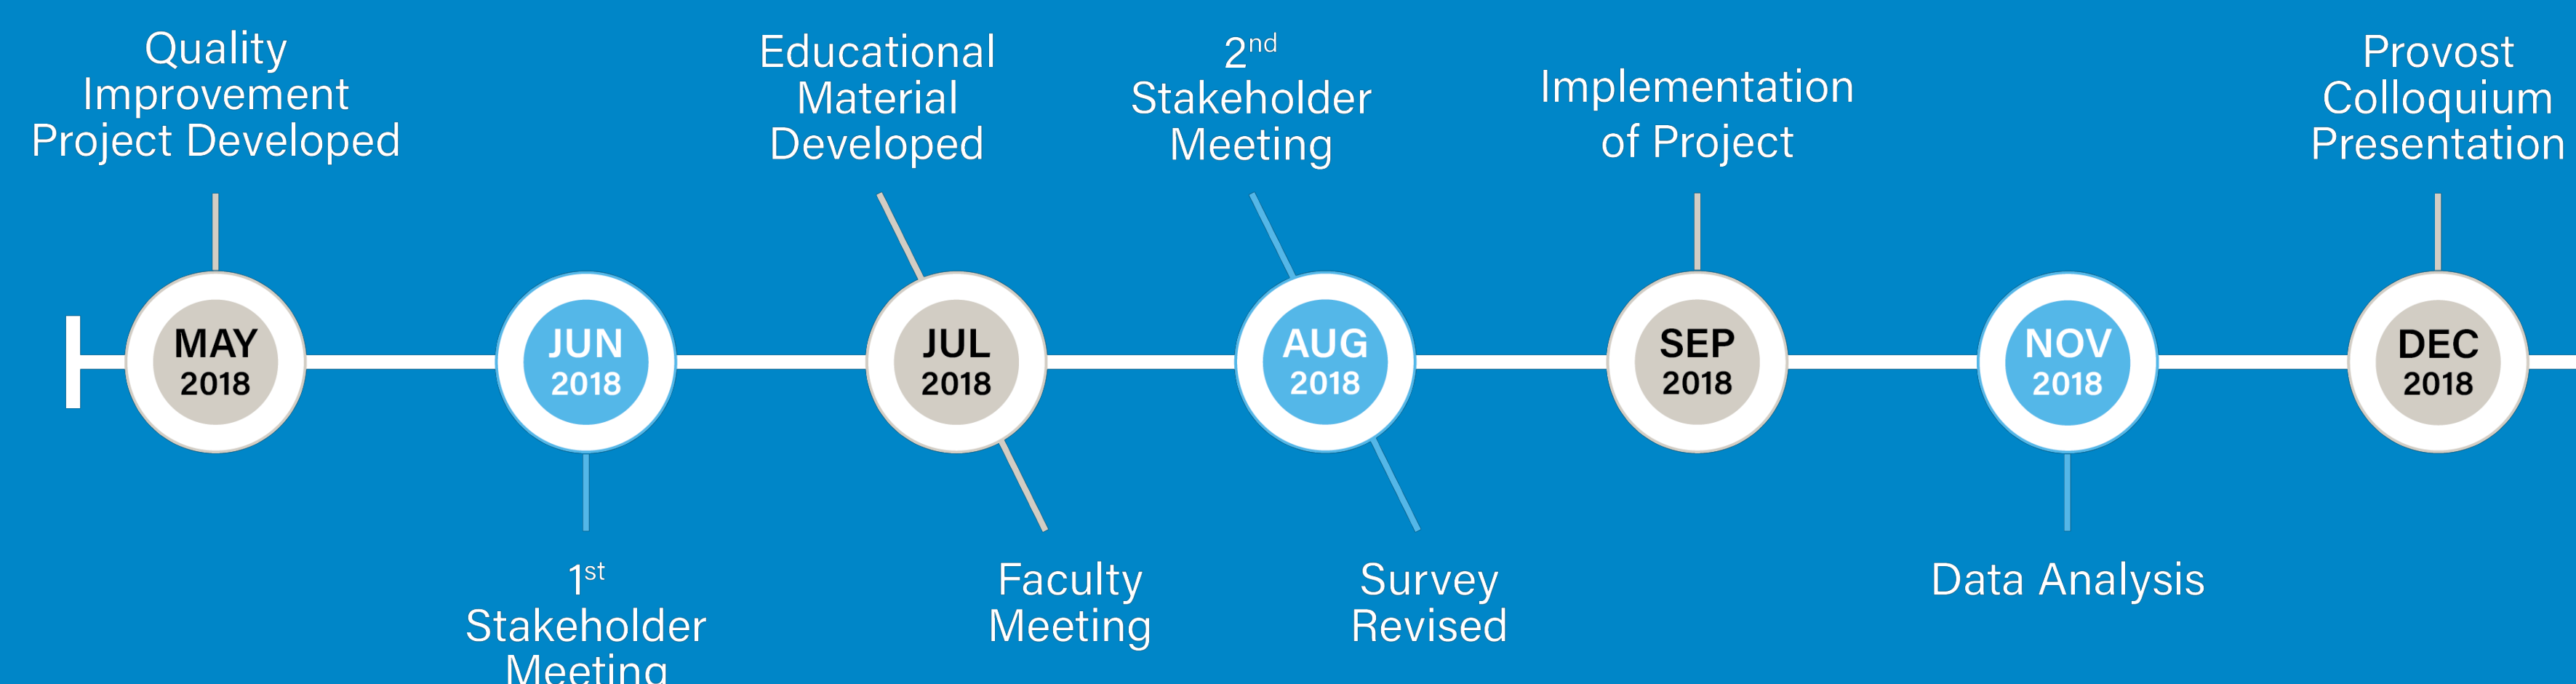 Quality
Improvement
Project Developed
Educational
Material
Developed
2nd
Stakeholder
Meeting
Implementation
of Project
Provost
Colloquium
Presentation
MAY
2018
JUN
2018
JUL
2018
AUG
2018
SEP
2018
NOV
2018
DEC
2018
1st
Stakeholder
Meeting
Faculty
Meeting
Survey
Revised
Data Analysis